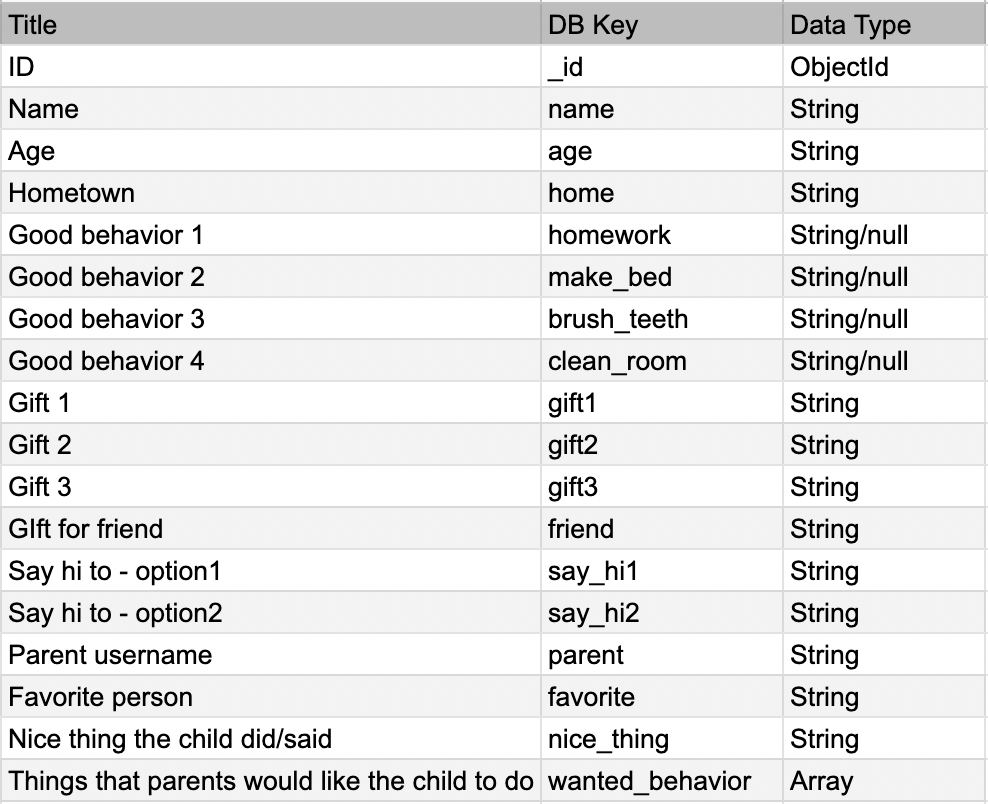 Title DB Key Data Type
ID _id ObjectId
Name name String
Age age String
Hometown home String
Good behavior 1 homework String/null
Good behavior 2 make_bed String/null
Good behavior 3 brush_teeth String/null
Good behavior 4 clean_room String/null
Gift 1 gift1 String
Gift 2 gift2 String
Gift 3 gift3 String
GIft for friend friend String
Say hi to - option1 say_hi1 String
Say hi to - option2 say_hi2 String
Parent username parent String
Favorite person favorite String
Nice thing the child did/said nice_thing String
Things that parents would like the child to do wanted_behavior Array